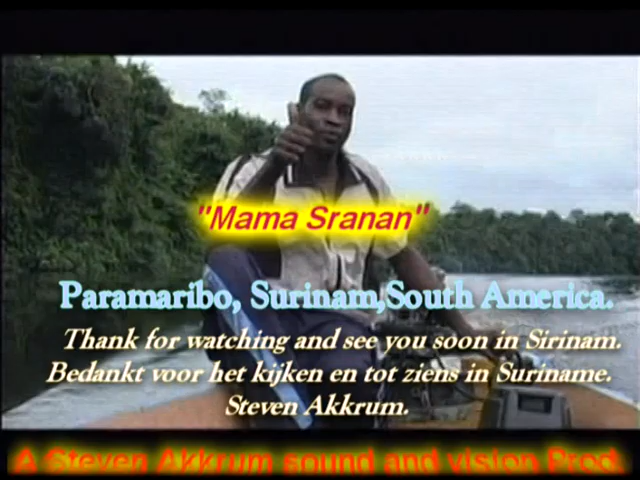 "Mama Sranan"
Paramaribo, Surinam,South America.
Thank for watching and see you soon in Sirinam.
Bedankt voor het kijken en tot ziens in Suriname.
Steven Akkrum.
A Steven Akkrum sound and vision Prod.